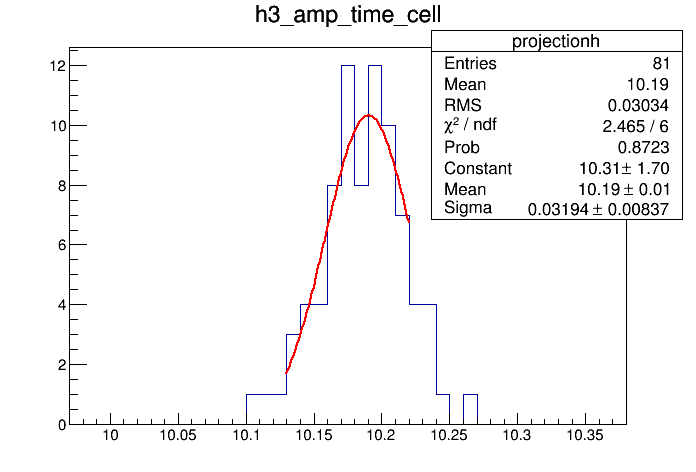 h3_amp_time_cell
projectionh
Entries 81
Mean 10.19
RMS 0.03034
χ² / ndf 2.465 / 6
Prob 0.8723
Constant 10.31± 1.70
Mean 10.19 ± 0.01
Sigma 0.03194 ± 0.00837
12
10
8
6
4
2
0
10 10.05 10.1 10.15 10.2 10.25 10.3 10.35